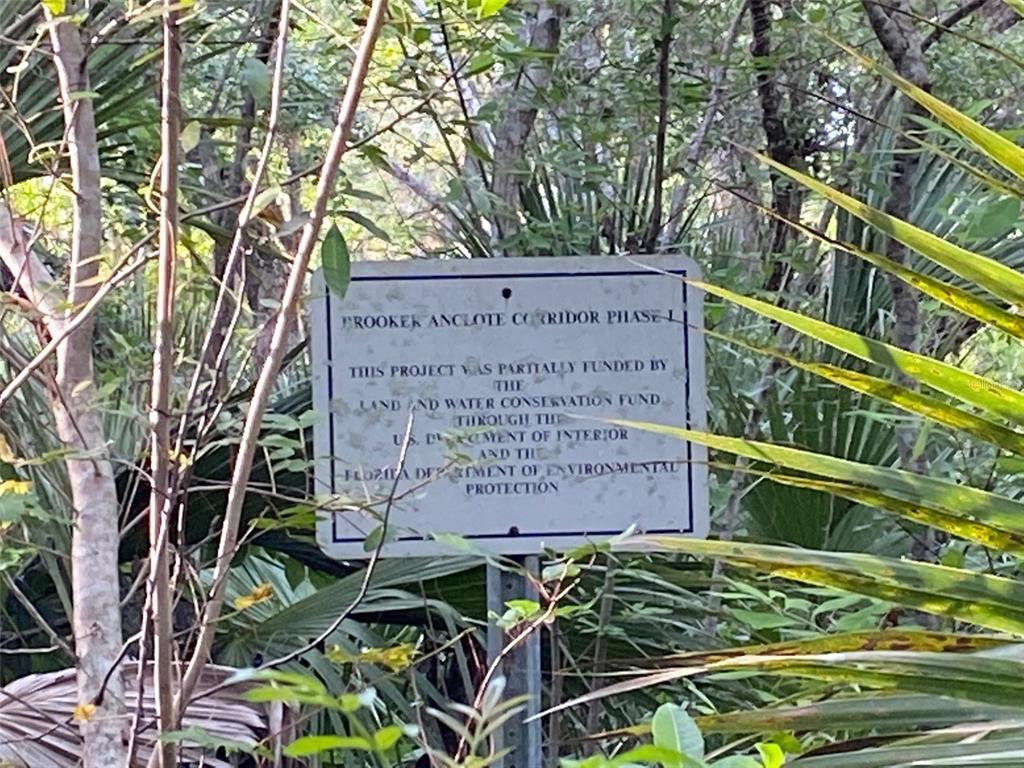 BROOKER ANCLOTE CORRIDOR PHASE I
THIS PROJECT WAS PARTIALLY FUNDED BY
THE
LAND AND WATER CONSERVATION FUND
THROUGH THE
U.S. DEPARTMENT OF INTERIOR
AND THE
FLORIDA DEPARTMENT OF ENVIRONMENTAL
PROTECTION